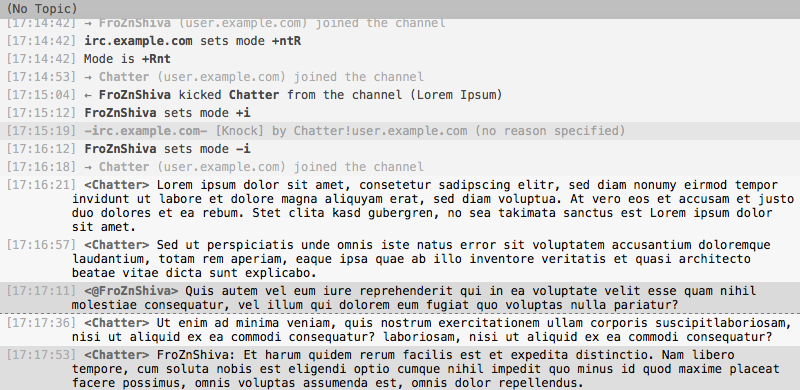 (No Topic)
[17:14:42] → FroZnShiva (user.example.com) joined the channel
[17:14:42] irc.example.com sets mode +ntR
[17:14:42] Mode is +Rnt
[17:14:53] → Chatter (user.example.com) joined the channel
[17:15:04] ← FroZnShiva kicked Chatter from the channel (Lorem Ipsum)
[17:15:12] FroZnShiva sets mode +i
[17:15:19] -irc.example.com- [Knock] by Chatter!user.example.com (no reason specified)
[17:16:12] FroZnShiva sets mode -i
[17:16:18] → Chatter (user.example.com) joined the channel
[17:16:21] <Chatter> Lorem ipsum dolor sit amet, consetetur sadipscing elitr, sed diam nonumy eirmod tempor
invidunt ut labore et dolore magna aliquyam erat, sed diam voluptua. At vero eos et accusam et justo
duo dolores et ea rebum. Stet clita kasd gubergren, no sea takimata sanctus est Lorem ipsum dolor
sit amet.
[17:16:57] <Chatter> Sed ut perspiciatis unde omnis iste natus error sit voluptatem accusantium doloremque
laudantium, totam rem aperiam, eaque ipsa quae ab illo inventore veritatis et quasi architecto
beatae vitae dicta sunt explicabo.
[17:17:11] <@FroZnShiva> Quis autem vel eum iure reprehenderit qui in ea voluptate velit esse quam nihil
molestiae consequatur, vel illum qui dolorem eum fugiat quo voluptas nulla pariatur?
[17:17:36] <Chatter> Ut enim ad minima veniam, quis nostrum exercitationem ullam corporis suscipitlaboriosam,
nisi ut aliquid ex ea commodi consequatur? laboriosam, nisi ut aliquid ex ea commodi consequatur?
[17:17:53] <Chatter> FroZnShiva: Et harum quidem rerum facilis est et expedita distinctio. Nam libero
tempore, cum soluta nobis est eligendi optio cumque nihil impedit quo minus id quod maxime placeat
facere possimus, omnis voluptas assumenda est, omnis dolor repellendus.